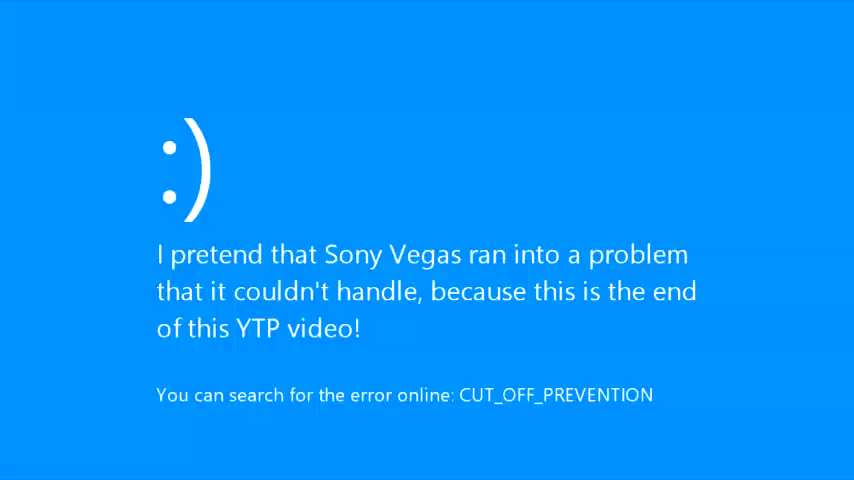 :)
I pretend that Sony Vegas ran into a problem
that it couldn't handle, because this is the end
of this YTP video!
You can search for the error online: CUT_OFF_PREVENTION